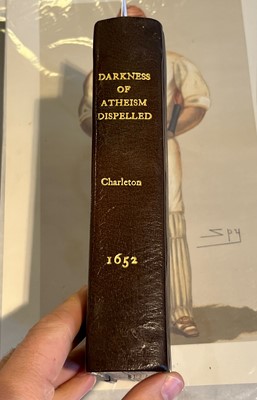 DARKNESS
OF
ATHEISM
DISPELLED
Charleton
1652
Spy